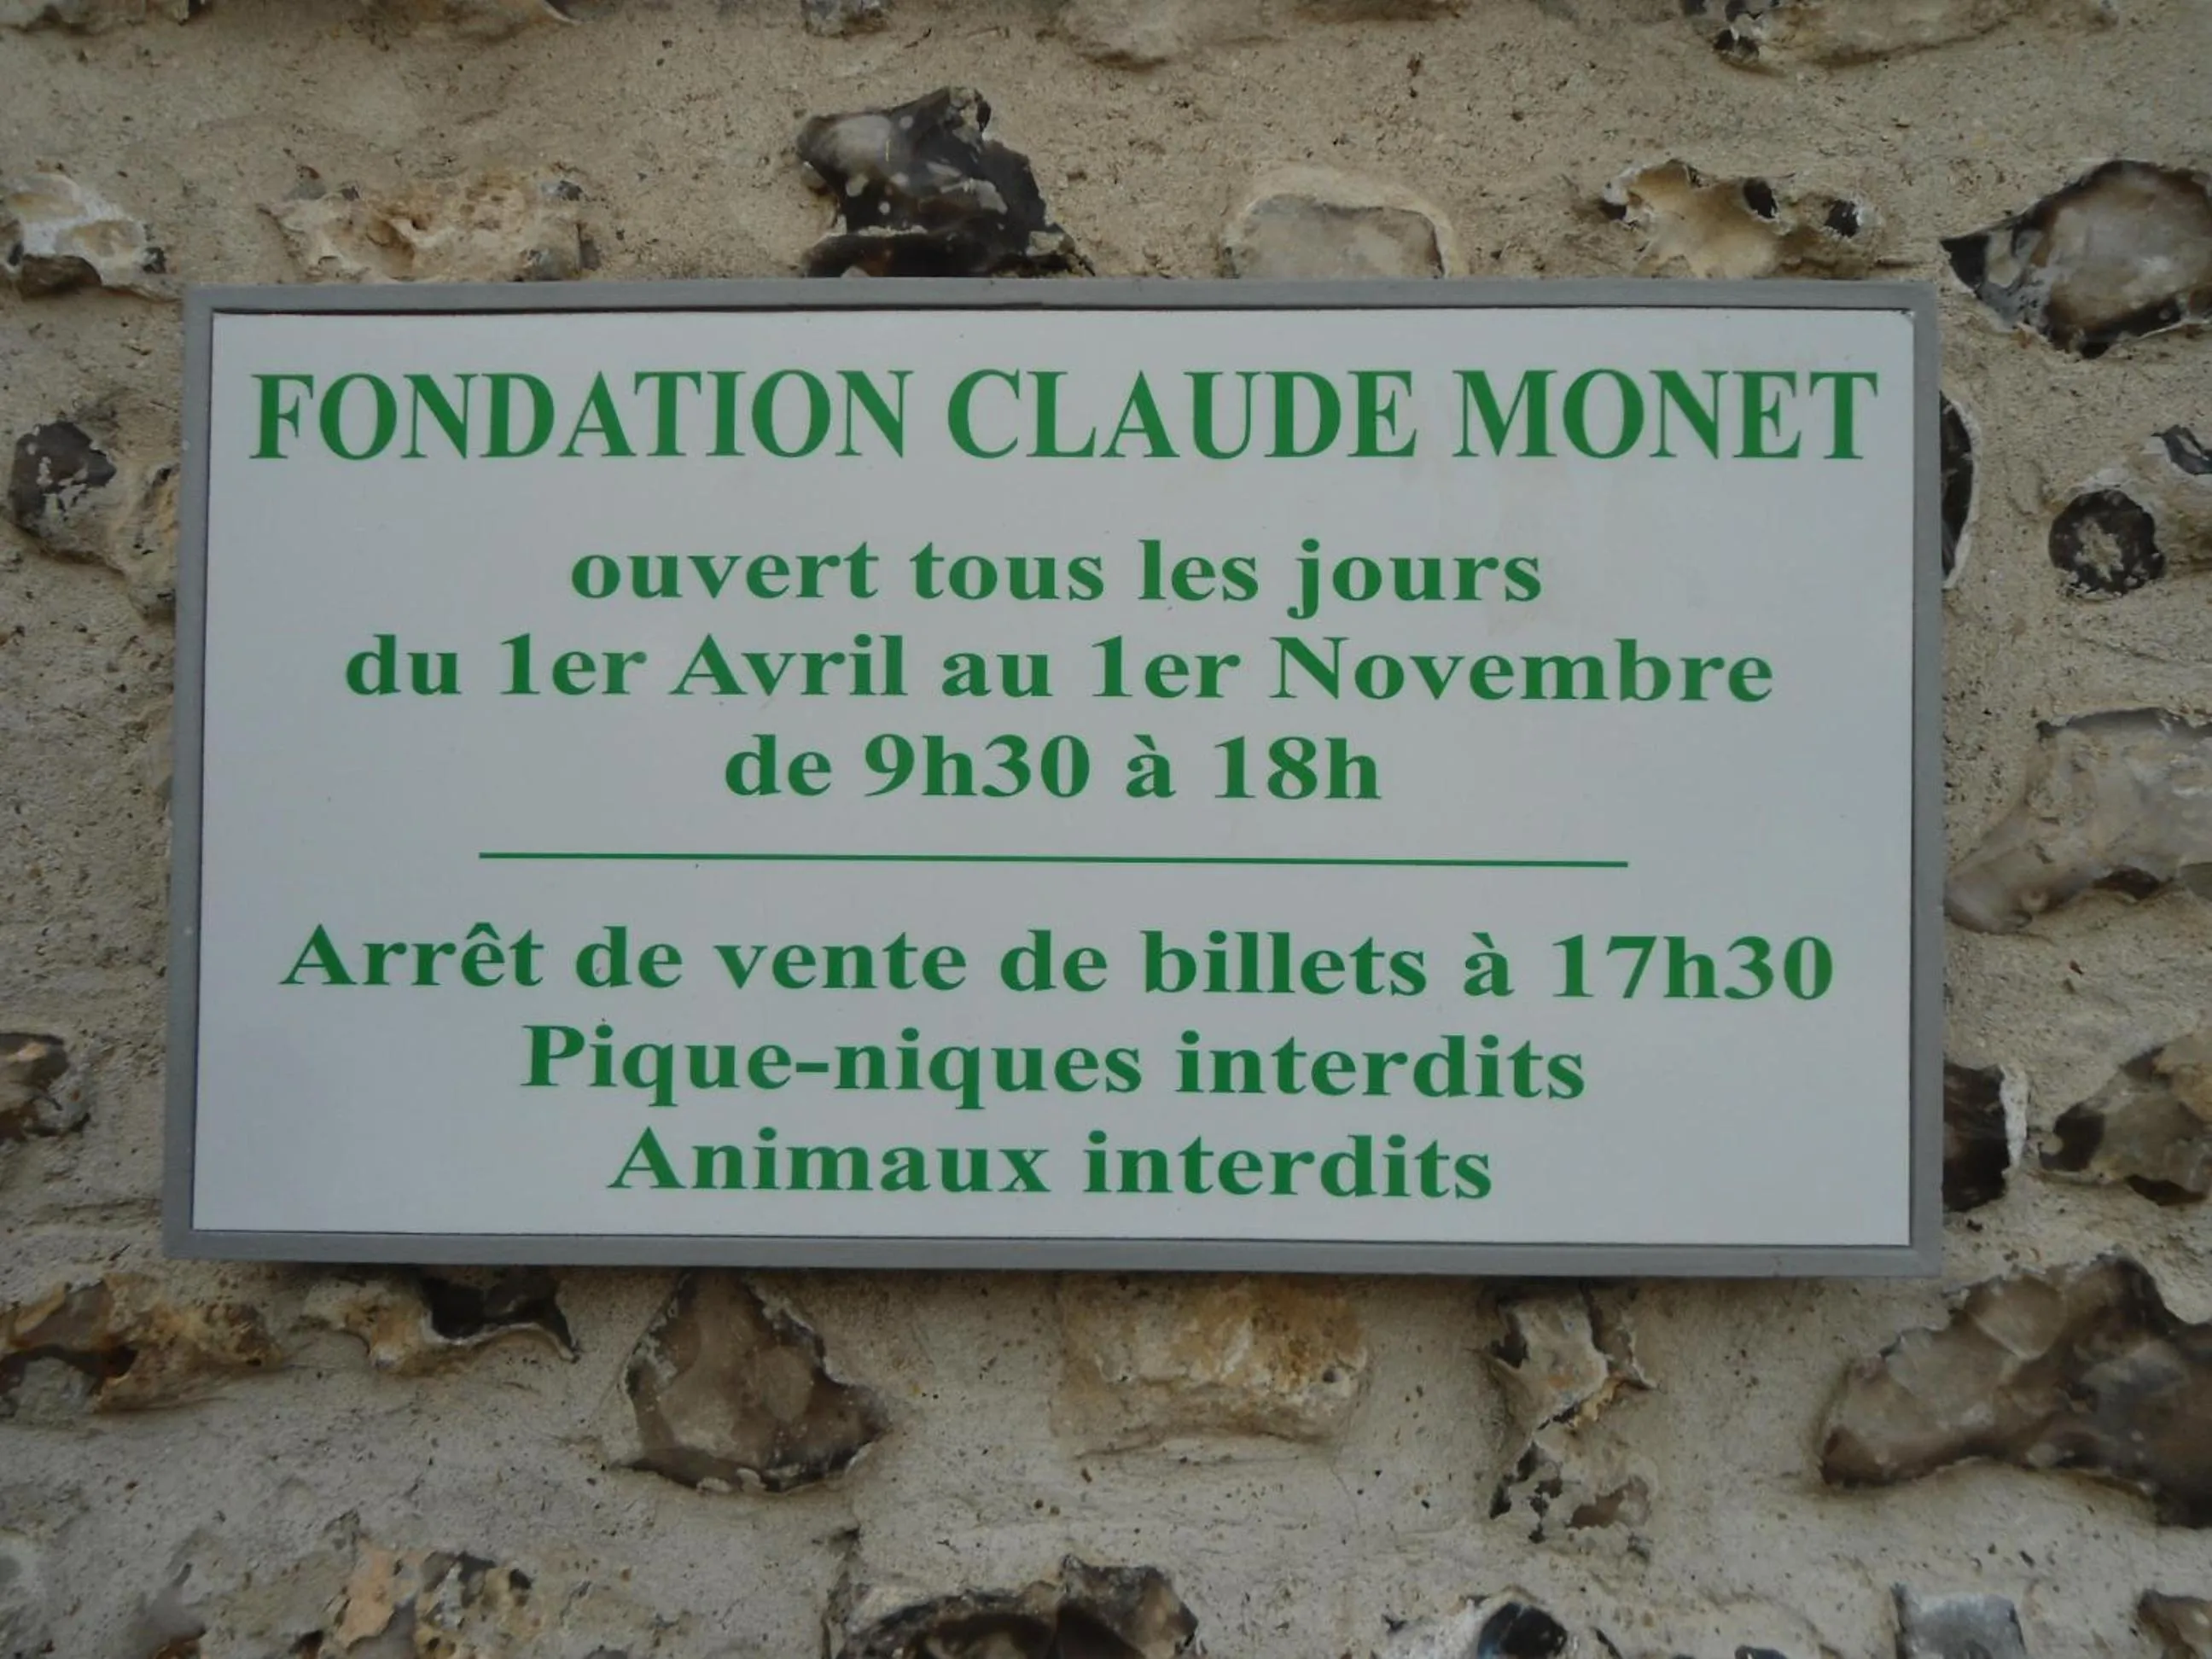 FONDATION CLAUDE MONET
ouvert tous les jours
du 1er Avril au 1er Novembre
de 9h30 à 18h
Arrêt de vente de billets à 17h30
Pique-niques interdits
Animaux interdits